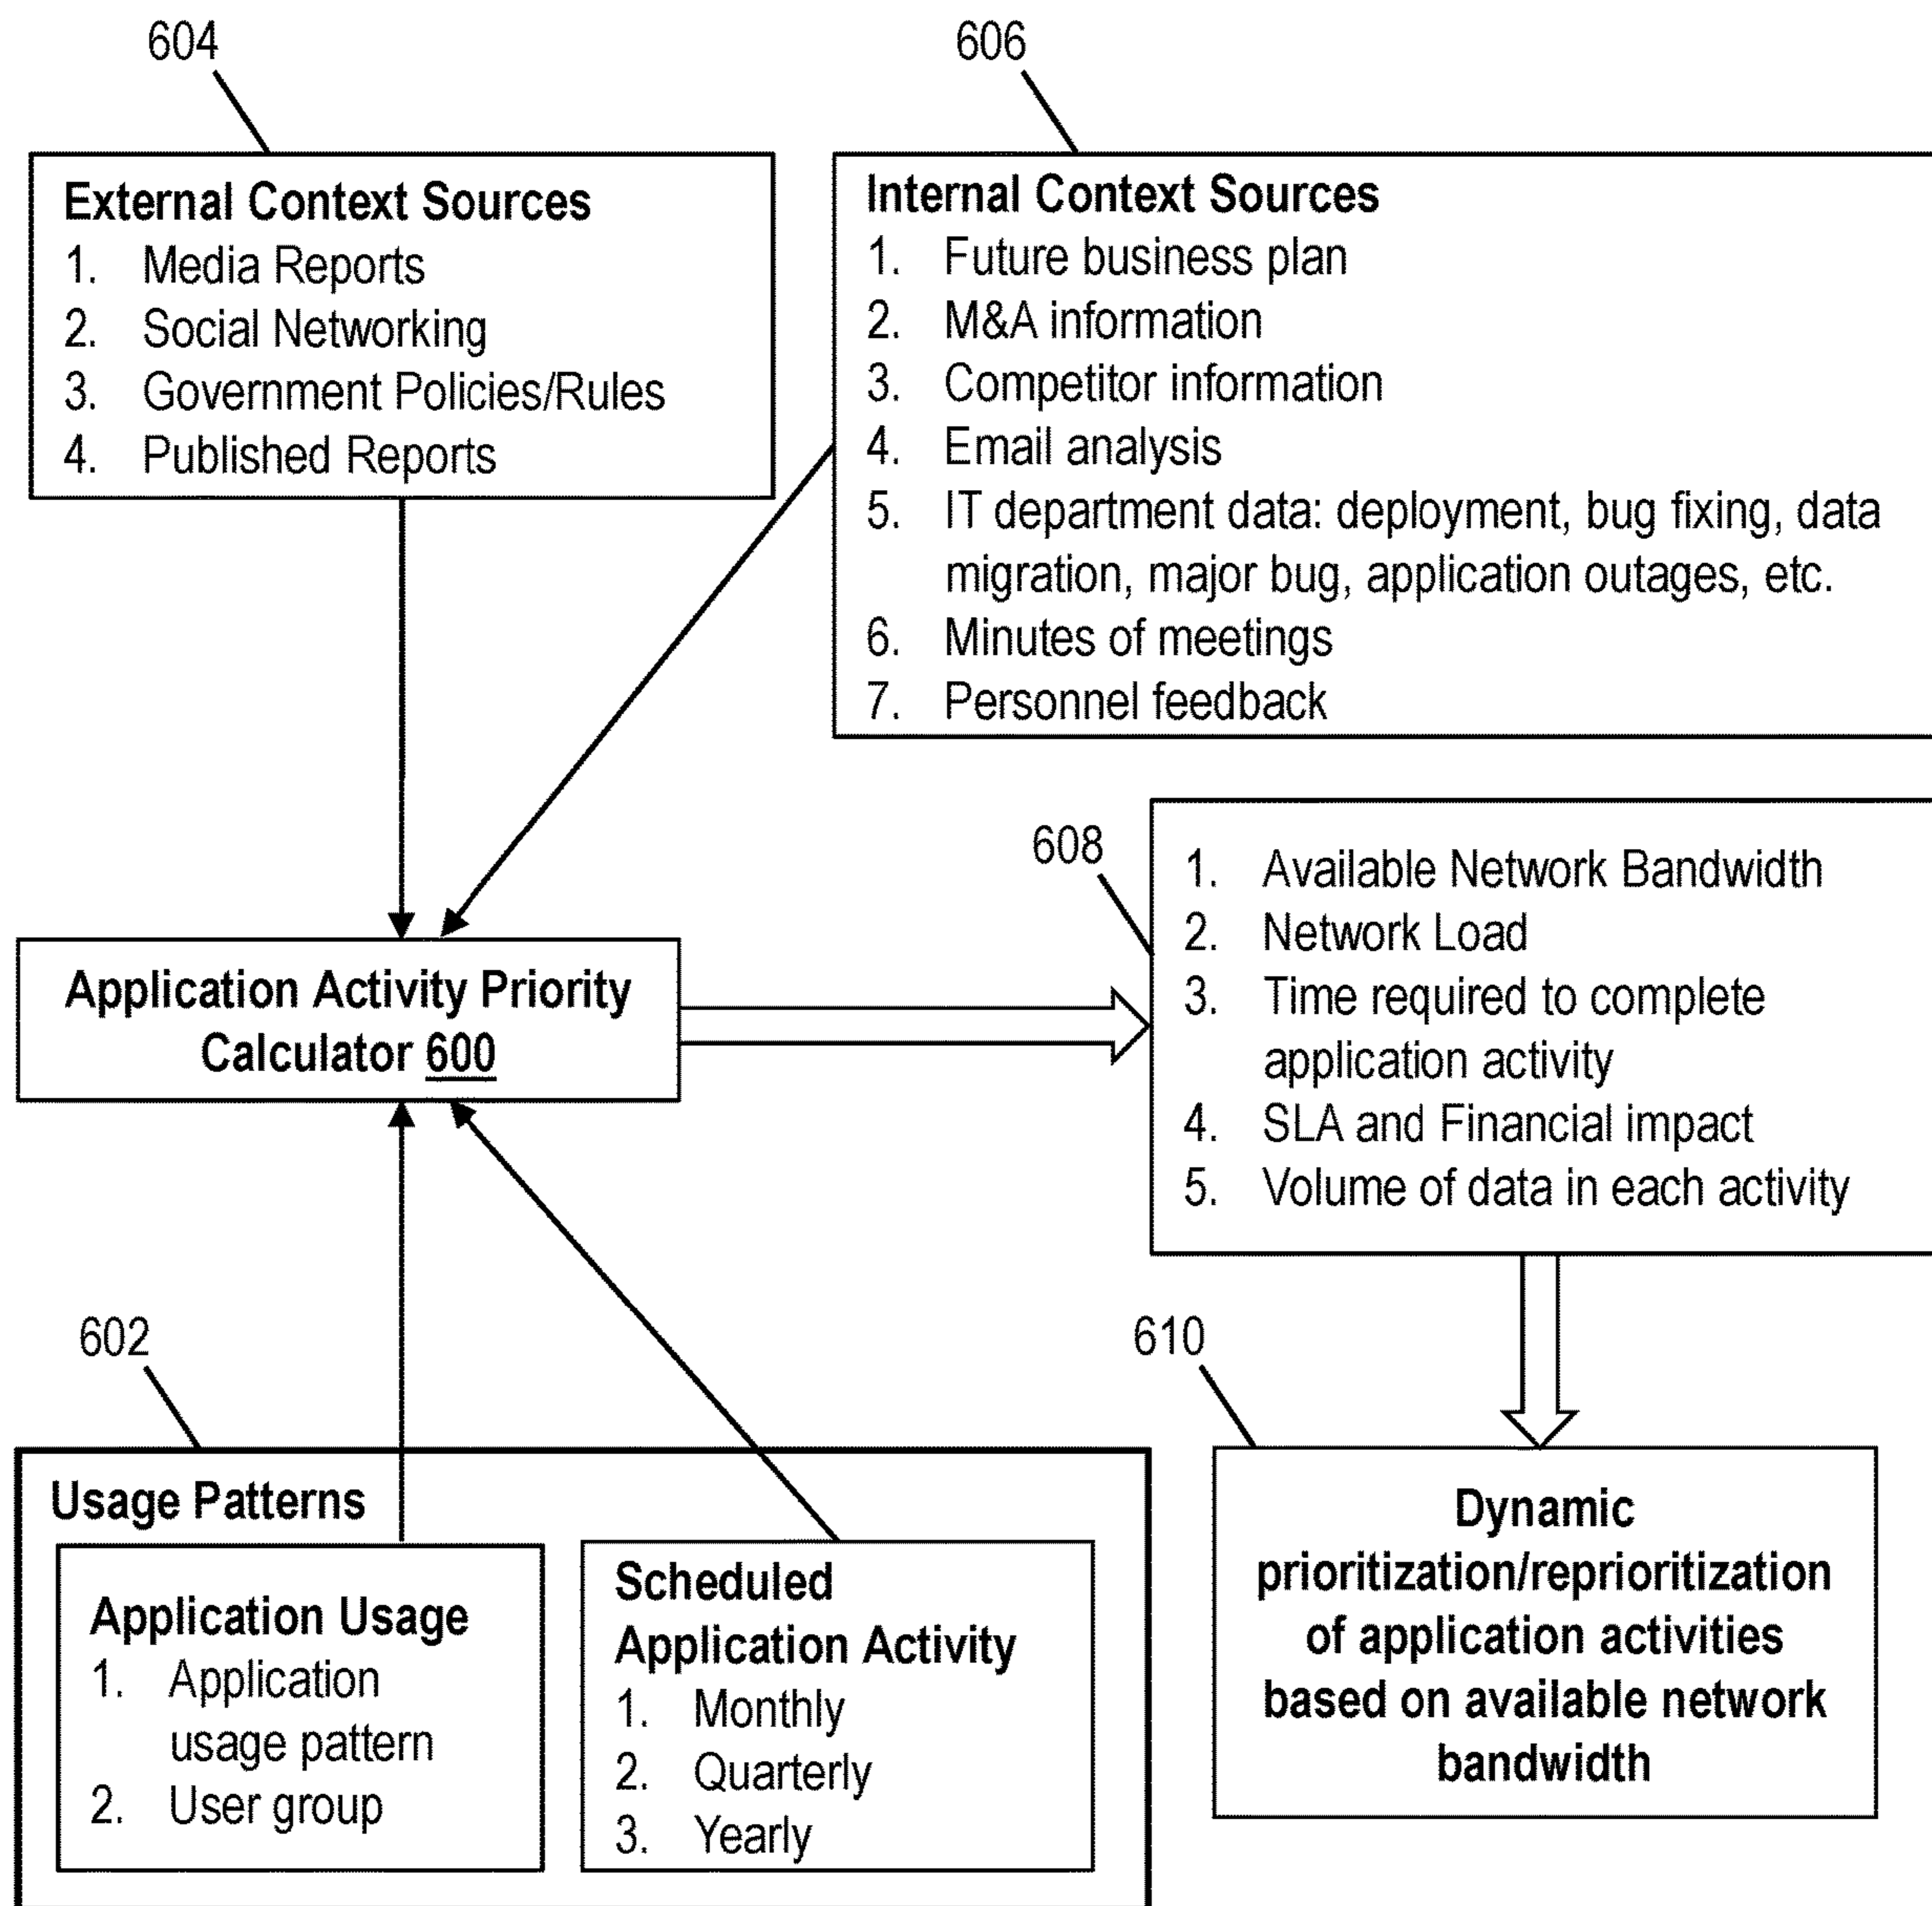 604
External Context Sources
1. Media Reports
2. Social Networking
3. Government Policies/Rules
4. Published Reports
606
Internal Context Sources
1. Future business plan
2. M&A information
3. Competitor information
4. Email analysis
5. IT department data: deployment, bug fixing, data
migration, major bug, application outages, etc.
6. Minutes of meetings
7. Personnel feedback
Application Activity Priority
Calculator 600
608
1. Available Network Bandwidth
2. Network Load
3. Time required to complete
application activity
4. SLA and Financial impact
5. Volume of data in each activity
602
Usage Patterns
Application Usage
1. Application
usage pattern
2. User group
Scheduled
Application Activity
1. Monthly
2. Quarterly
3. Yearly
610
Dynamic
prioritization/reprioritization
of application activities
based on available network
bandwidth